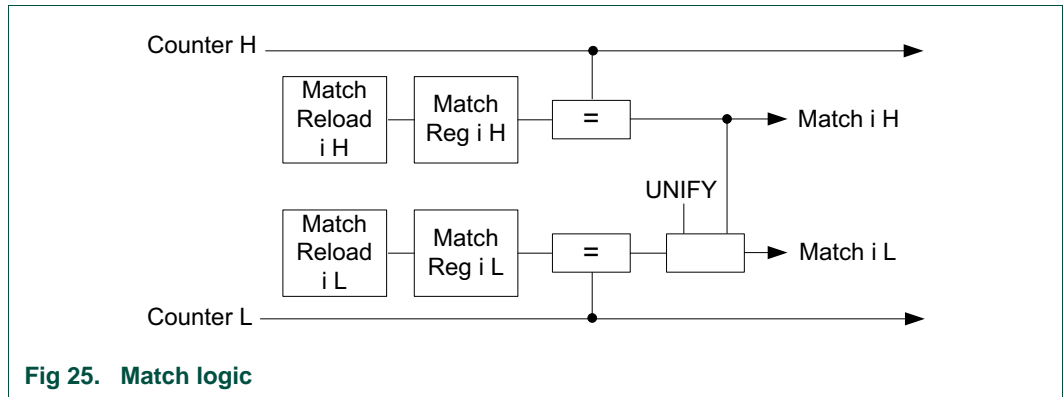 Counter H
Match
Reload
i H
Match
Reg i H
=
Match i H
UNIFY
Match
Reload
i L
Match
Reg i L
=
Match i L
Counter L
Fig 25. Match logic